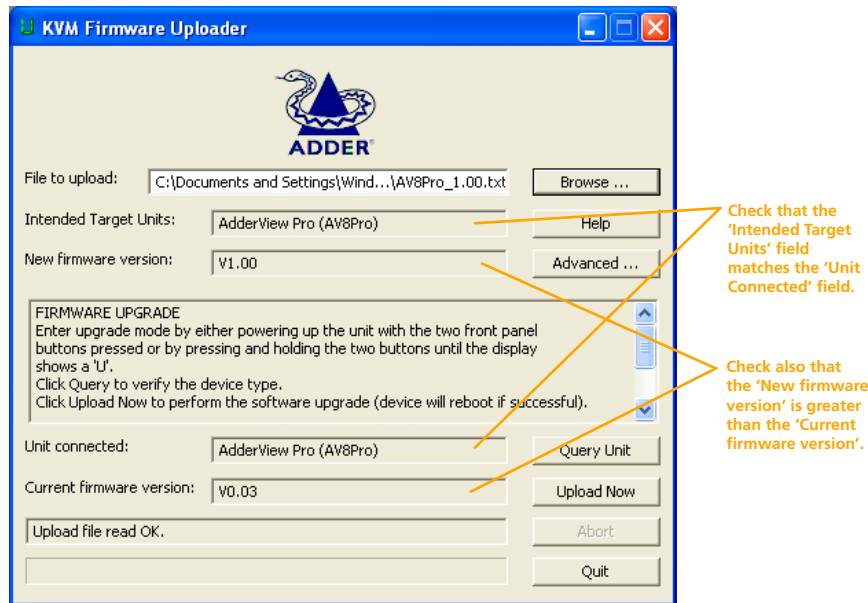 KVM Firmware Uploader
ADDER®
File to upload:
C:\Documents and Settings\Wind...\AV8Pro_1.00.txt
Browse ...
Intended Target Units:
AdderView Pro (AV8Pro)
Help
New firmware version:
V1.00
Advanced ...
FIRMWARE UPGRADE
Enter upgrade mode by either powering up the unit with the two front panel
buttons pressed or by pressing and holding the two buttons until the display
shows a 'U'.
Click Query to verify the device type.
Click Upload Now to perform the software upgrade (device will reboot if successful).
Unit connected:
AdderView Pro (AV8Pro)
Query Unit
Current firmware version:
V0.03
Upload Now
Upload file read OK.
Abort
Quit
Check that the
‘Intended Target
Units’ field
matches the ‘Unit
Connected’ field.
Check also that
the ‘New firmware
version’ is greater
than the ‘Current
firmware version’.